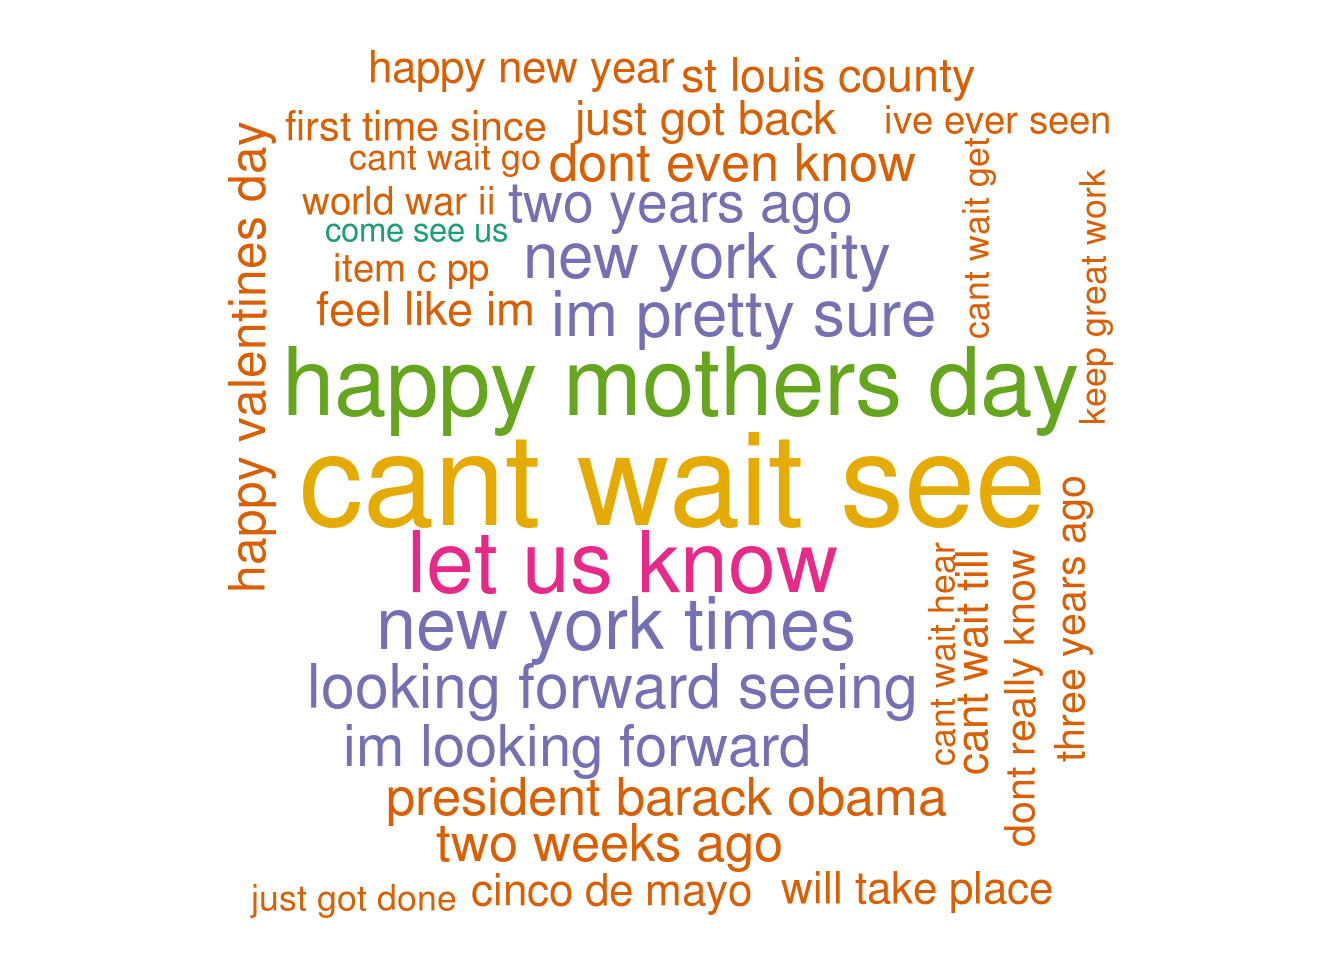 happy new year
st louis county
first time since
just got back
ive ever seen
cant wait go
dont even know
world war ii
two years ago
come see us
new york city
item c pp
feel like im
im pretty sure
happy valentines day
cant wait get
keep great work
happy mothers day
cant wait see
let us know
new york times
looking forward seeing
im looking forward
cant wait hear
cant wait till
dont really know
three years ago
president barack obama
two weeks ago
just got done
cinco de mayo
will take place